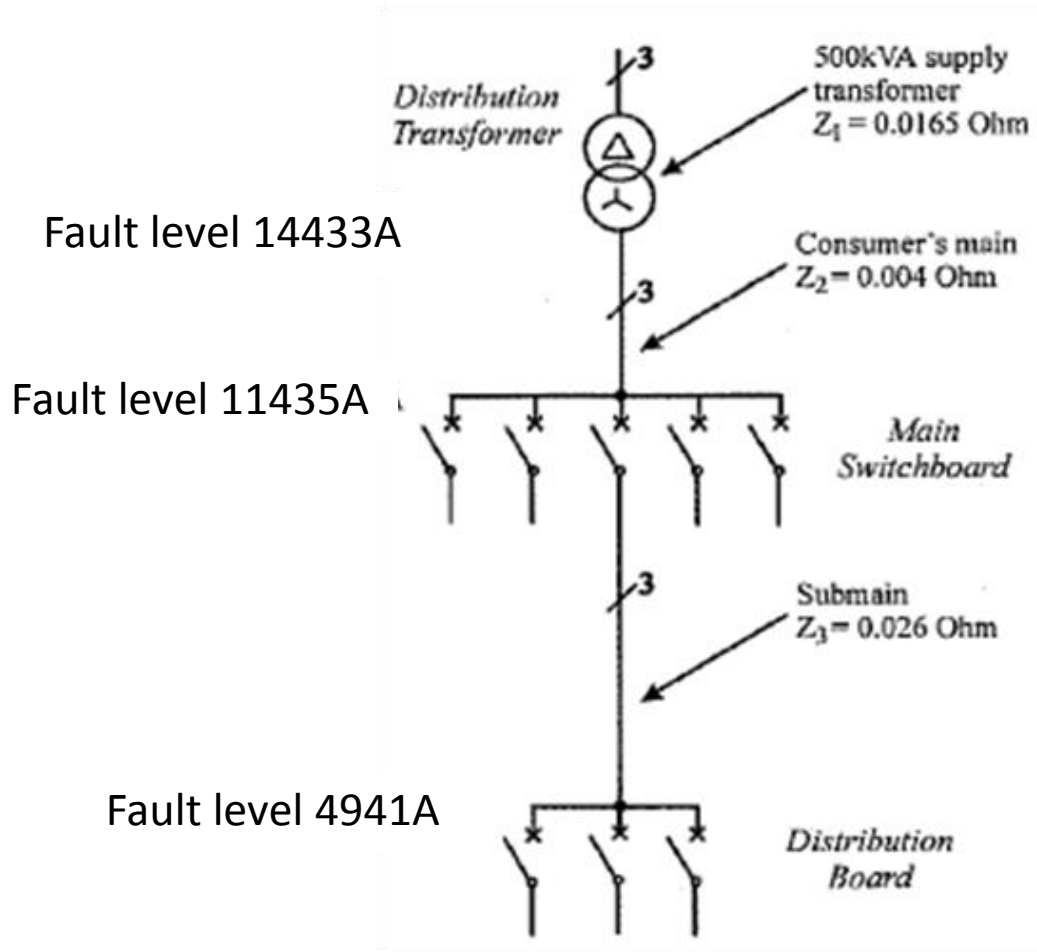 3
500kVA supply
transformer
Z₁ = 0.0165 Ohm
Distribution
Transformer
Fault level 14433A
Consumer's main
Z₂ = 0.004 Ohm
3
Fault level 11435A
Main
Switchboard
3
Submain
Z₃ = 0.026 Ohm
Fault level 4941A
Distribution
Board